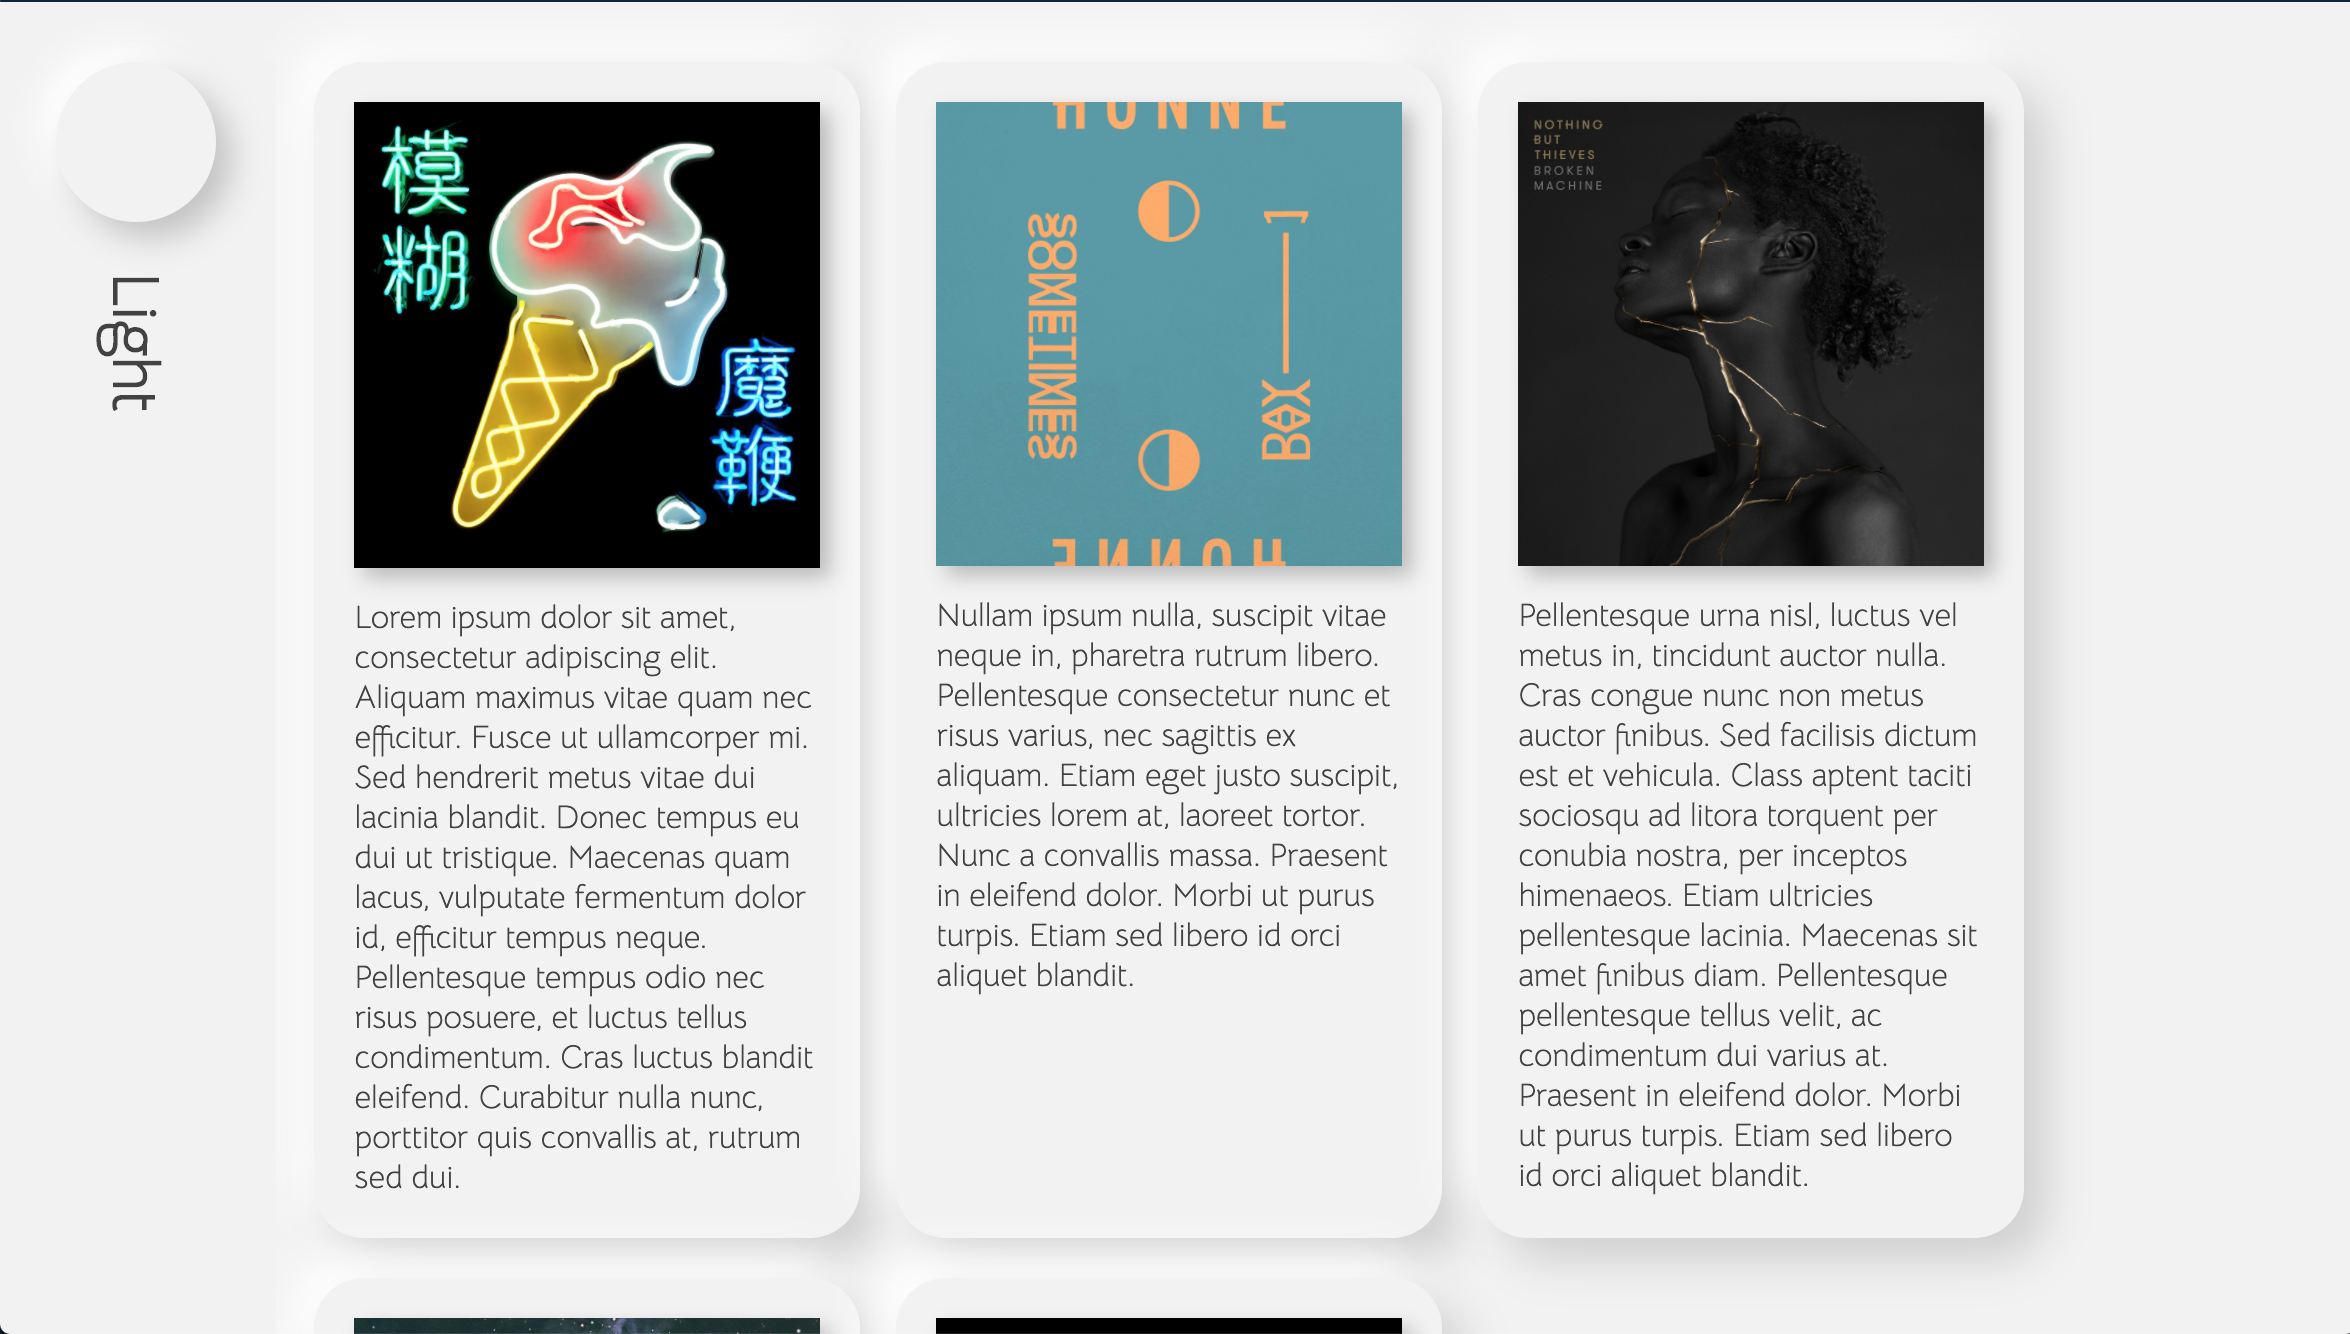 Light
模糊
魔鞭
Lorem ipsum dolor sit amet,
consectetur adipiscing elit.
Aliquam maximus vitae quam nec
efficitur. Fusce ut ullamcorper mi.
Sed hendrerit metus vitae dui
lacinia blandit. Donec tempus eu
dui ut tristique. Maecenas quam
lacus, vulputate fermentum dolor
id, efficitur tempus neque.
Pellentesque tempus odio nec
risus posuere, et luctus tellus
condimentum. Cras luctus blandit
eleifend. Curabitur nulla nunc,
porttitor quis convallis at, rutrum
sed dui.
HONNE
SOMETIMES
DAY 1
HONNE
Nullam ipsum nulla, suscipit vitae
neque in, pharetra rutrum libero.
Pellentesque consectetur nunc et
risus varius, nec sagittis ex
aliquam. Etiam eget justo suscipit,
ultricies lorem at, laoreet tortor.
Nunc a convallis massa. Praesent
in eleifend dolor. Morbi ut purus
turpis. Etiam sed libero id orci
aliquet blandit.
NOTHING
BUT
THIEVES
BROKEN
MACHINE
Pellentesque urna nisl, luctus vel
metus in, tincidunt auctor nulla.
Cras congue nunc non metus
auctor finibus. Sed facilisis dictum
est et vehicula. Class aptent taciti
sociosqu ad litora torquent per
conubia nostra, per inceptos
himenaeos. Etiam ultricies
pellentesque lacinia. Maecenas sit
amet finibus diam. Pellentesque
pellentesque tellus velit, ac
condimentum dui varius at.
Praesent in eleifend dolor. Morbi
ut purus turpis. Etiam sed libero
id orci aliquet blandit.